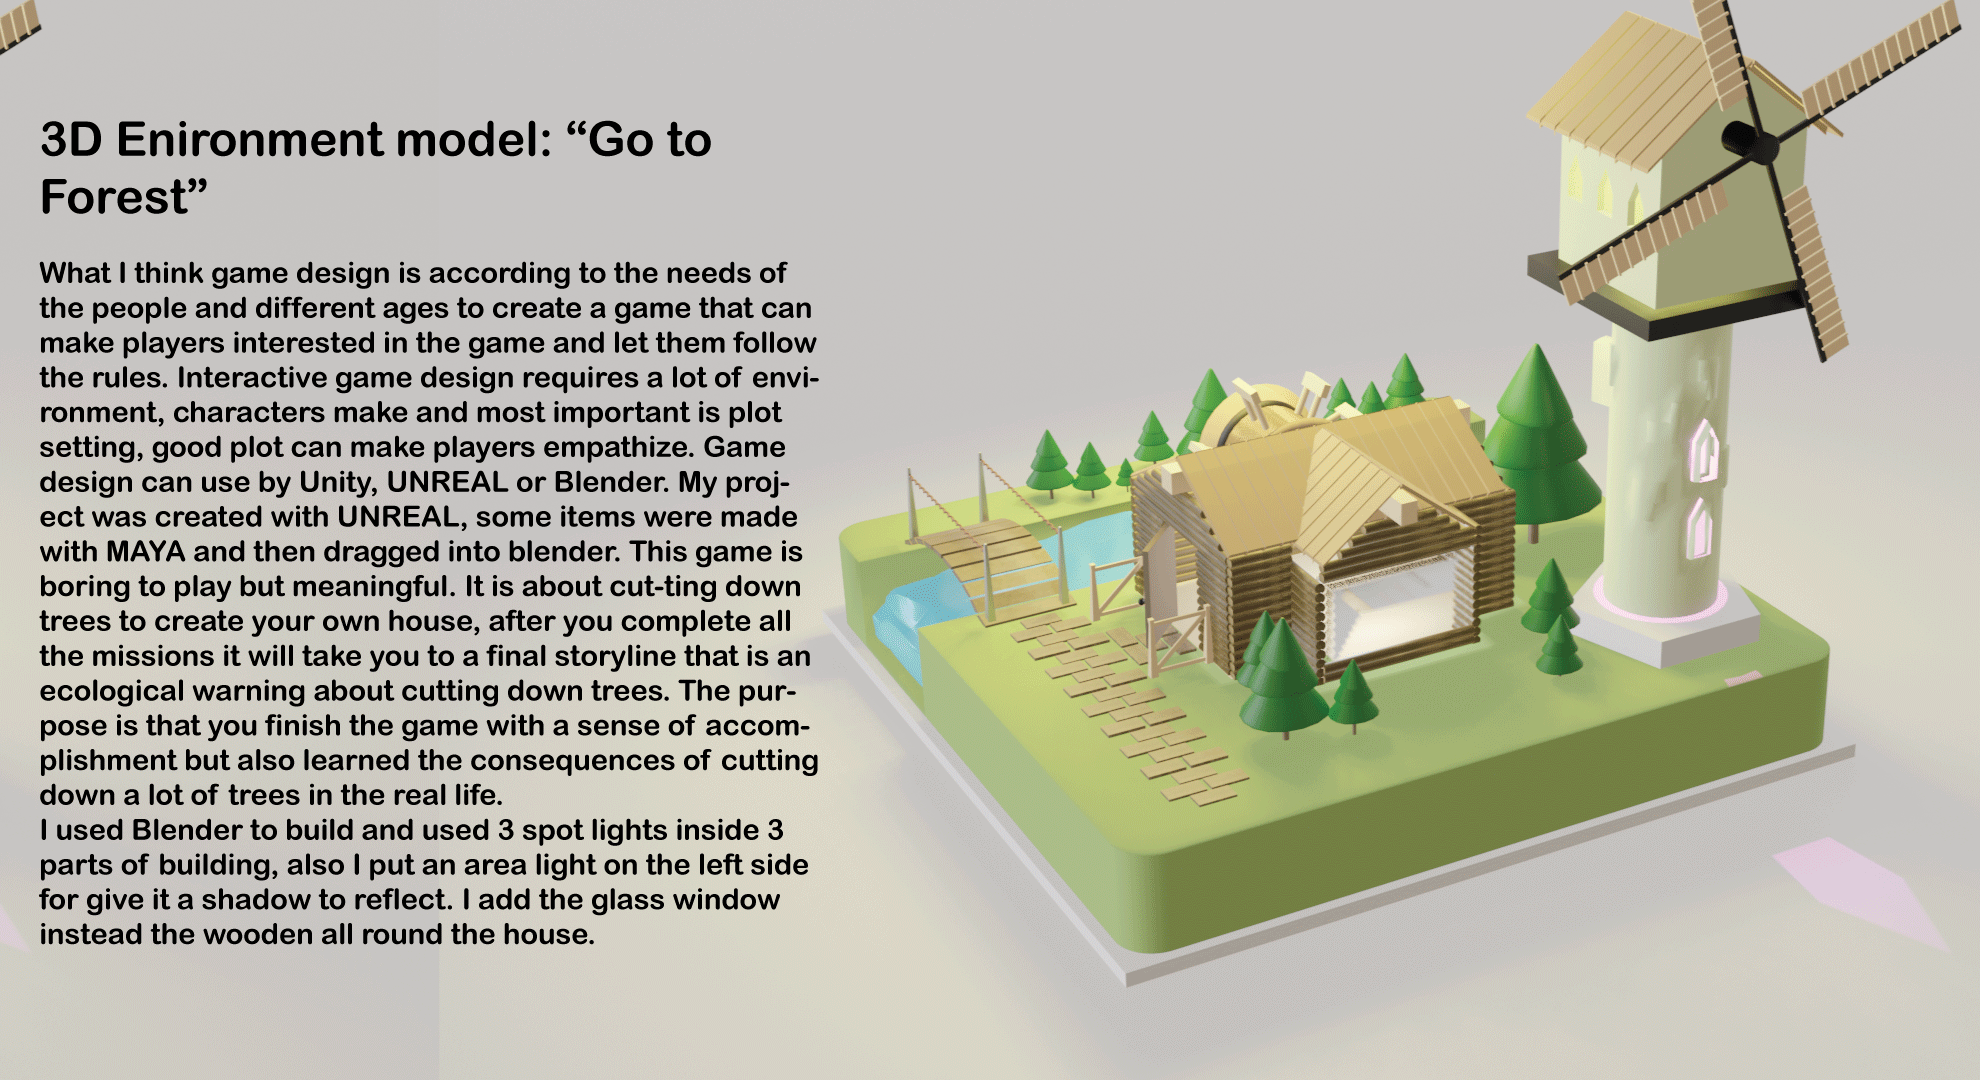 3D Enironment model: “Go to
Forest”
What I think game design is according to the needs of
the people and different ages to create a game that can
make players interested in the game and let them follow
the rules. Interactive game design requires a lot of envi-
ronment, characters make and most important is plot
setting, good plot can make players empathize. Game
design can use by Unity, UNREAL or Blender. My proj-
ect was created with UNREAL, some items were made
with MAYA and then dragged into blender. This game is
boring to play but meaningful. It is about cut-ting down
trees to create your own house, after you complete all
the missions it will take you to a final storyline that is an
ecological warning about cutting down trees. The pur-
pose is that you finish the game with a sense of accom-
plishment but also learned the consequences of cutting
down a lot of trees in the real life.
I used Blender to build and used 3 spot lights inside 3
parts of building, also I put an area light on the left side
for give it a shadow to reflect. I add the glass window
instead the wooden all round the house.